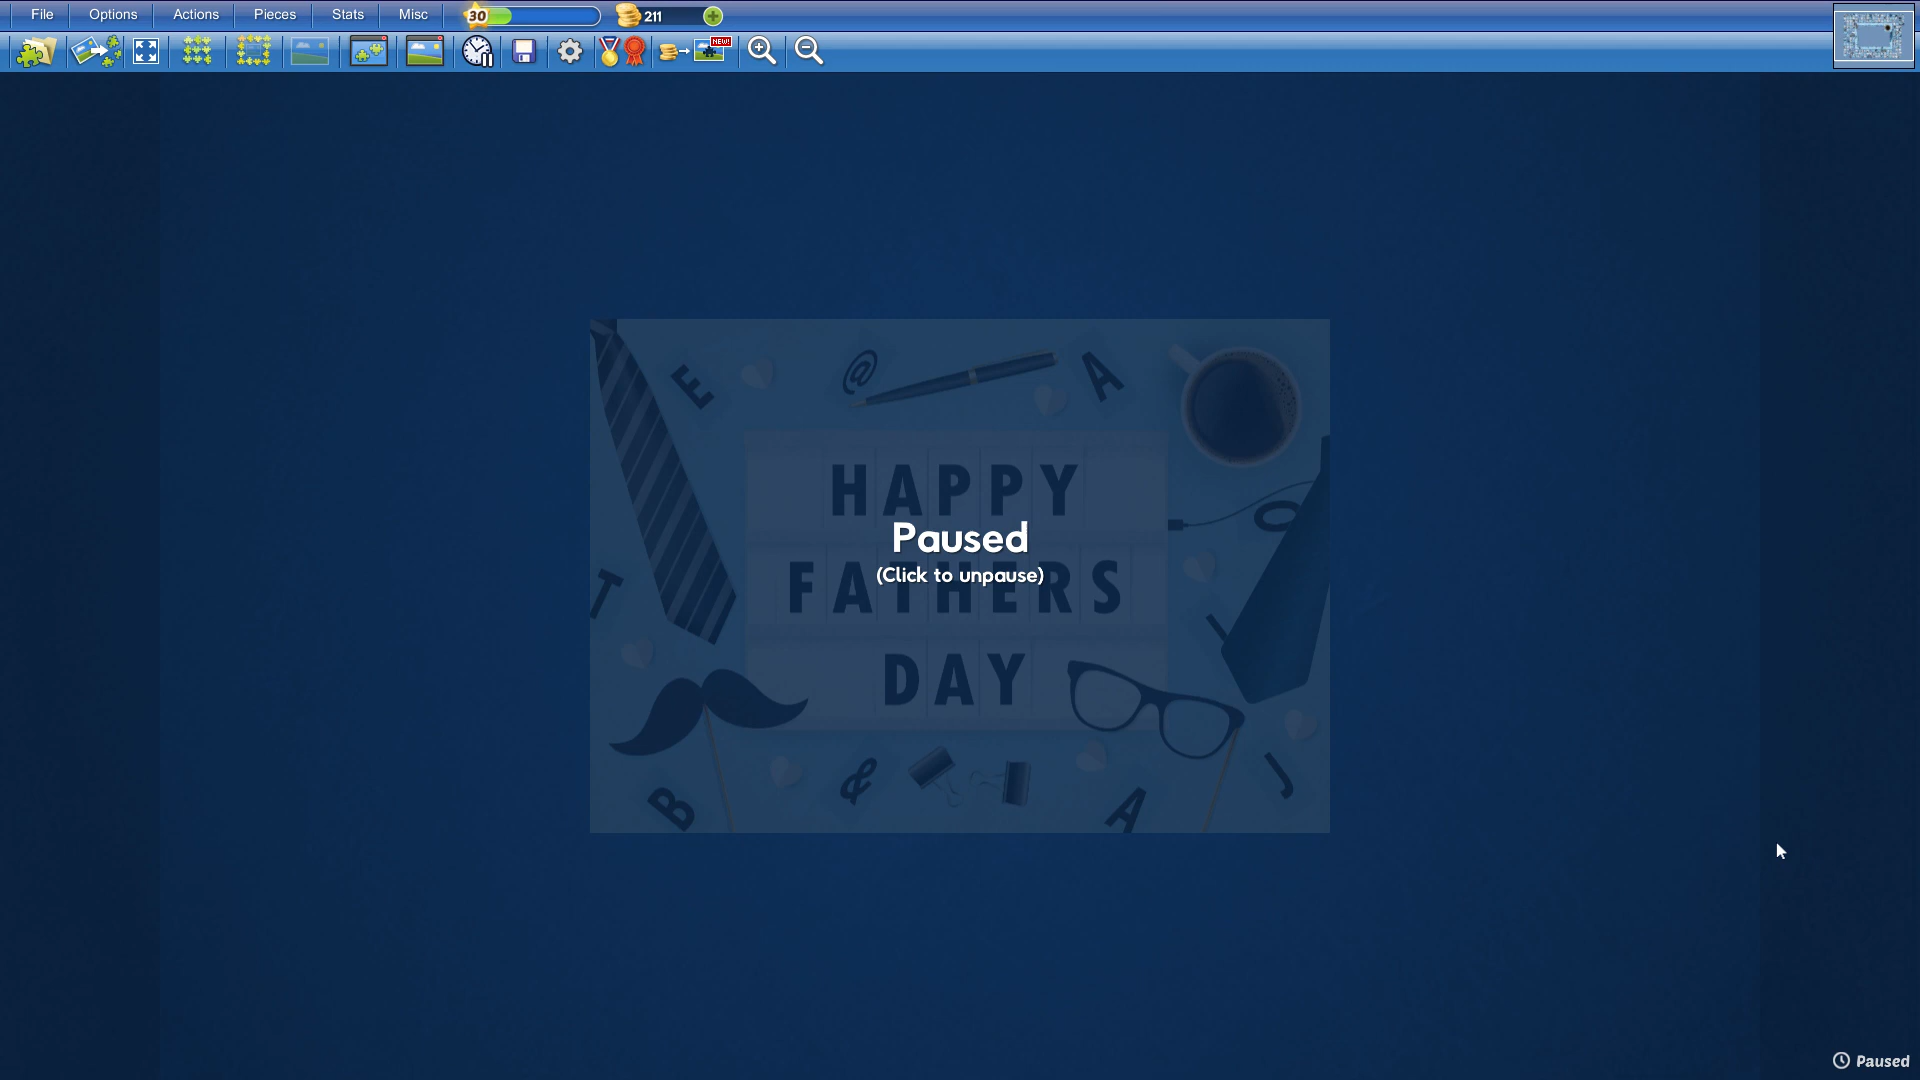 File Options Actions Pieces Stats Misc 30 211
NEW!
E @ A
HAPPY
Paused
(Click to unpause)
FATHERS
T
DAY
B & A J
Paused